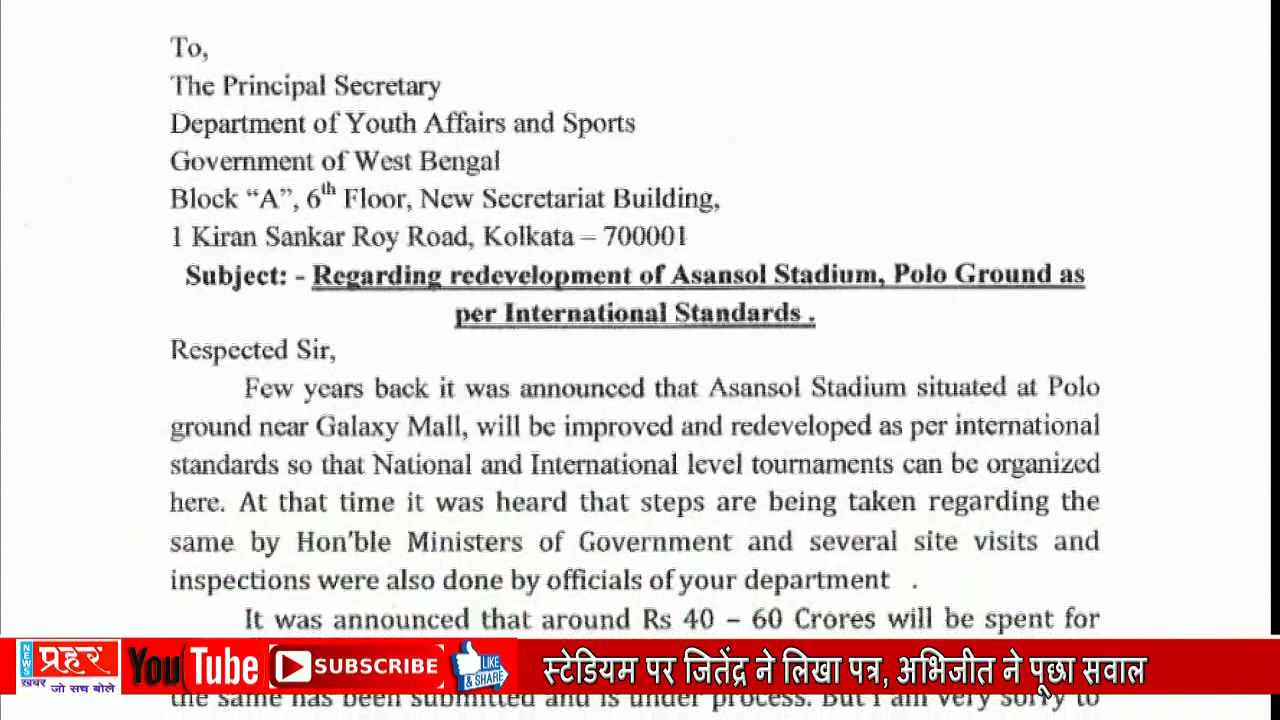 To,
The Principal Secretary
Department of Youth Affairs and Sports
Government of West Bengal
Block “A”, 6th Floor, New Secretariat Building,
1 Kiran Sankar Roy Road, Kolkata – 700001
Subject: - Regarding redevelopment of Asansol Stadium, Polo Ground as
per International Standards .
Respected Sir,
Few years back it was announced that Asansol Stadium situated at Polo
ground near Galaxy Mall, will be improved and redeveloped as per international
standards so that National and International level tournaments can be organized
here. At that time it was heard that steps are being taken regarding the
same by Hon'ble Ministers of Government and several site visits and
inspections were also done by officials of your department .
It was announced that around Rs 40 – 60 Crores will be spent for
NEWS प्रहर
ख़बर जो सच बोले
YouTube
SUBSCRIBE
LIKE
& SHARE
स्टेडियम पर जितेंद्र ने लिखा पत्र, अभिजीत ने पूछा सवाल
the same has been submitted and is under process. But I am very sorry to